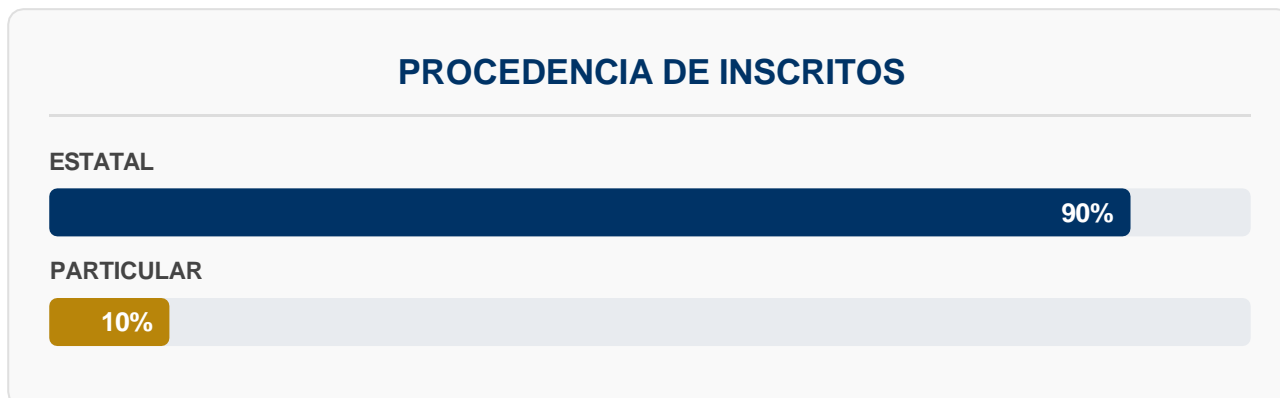 PROCEDENCIA DE INSCRITOS
ESTATAL
90%
PARTICULAR
10%